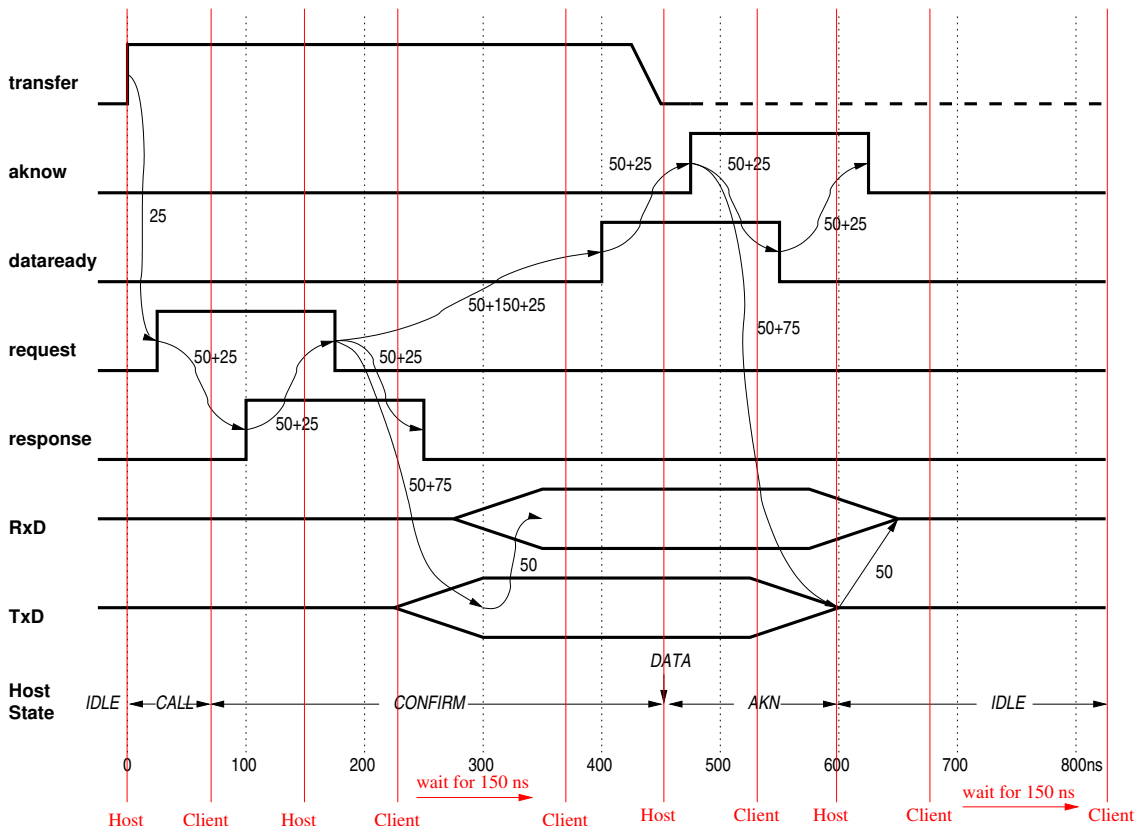 transfer
aknow
50+25
50+25
25
50+25
dataready
50+150+25
50+75
request
50+25
50+25
response
50+25
50+75
RxD
50
50
TxD
DATA
Host
State
IDLE
CALL
CONFIRM
AKN
IDLE
0
100
200
300
400
500
600
700
800ns
wait for 150 ns
wait for 150 ns
Host
Client
Host
Client
Client
Host
Client
Host
Client
Client